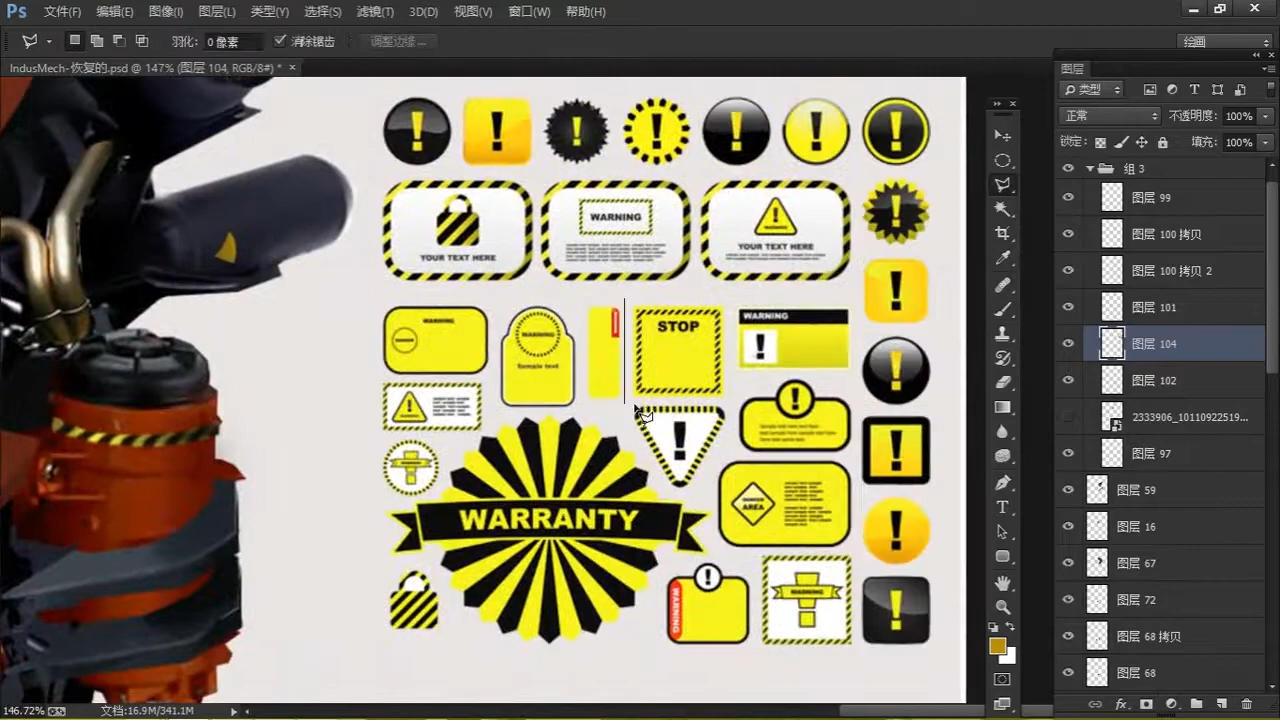 Ps 文件(F) 编辑(E) 图像(I) 图层(L) 类型(Y) 选择(S) 滤镜(T) 3D(D) 视图(V) 窗口(W) 帮助(H)
羽化: 0 像素 消除锯齿 调整边缘... 绘画
IndusMech-恢复的.psd @ 147% (图层 104, RGB/8#) * ×
图层
类型
正常 不透明度: 100%
锁定: 填充: 100%
组 3
图层 99
图层 100 拷贝
图层 100 拷贝 2
图层 101
图层 104
图层 102
图层 97
图层 59
图层 16
图层 67
图层 72
图层 68 拷贝
图层 68
YOUR TEXT HERE
WARNING
YOUR TEXT HERE
WARNING
WARNING
Sample text
STOP
WARNING
WARRANTY
DANGER
AREA
WARNING
WARNING
146.72% 文档:16.9M/341.1M